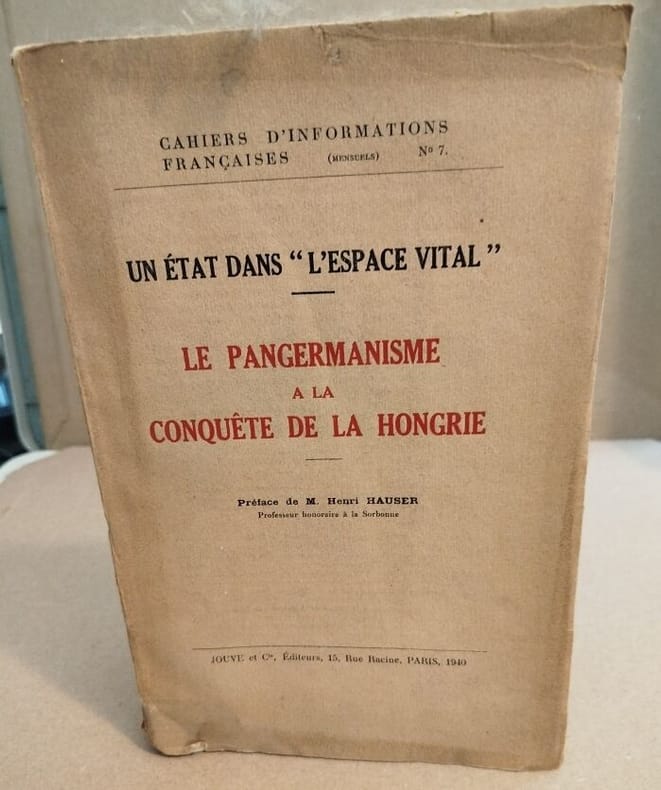 CAHIERS D'INFORMATIONS
FRANÇAISES (MENSUELS) Nº 7.
UN ÉTAT DANS “L'ESPACE VITAL”
LE PANGERMANISME
A LA
CONQUÊTE DE LA HONGRIE
Préface de M. Henri HAUSER
Professeur honoraire à la Sorbonne
JOUVE et Cie, Éditeurs, 15, Rue Racine, PARIS, 1940